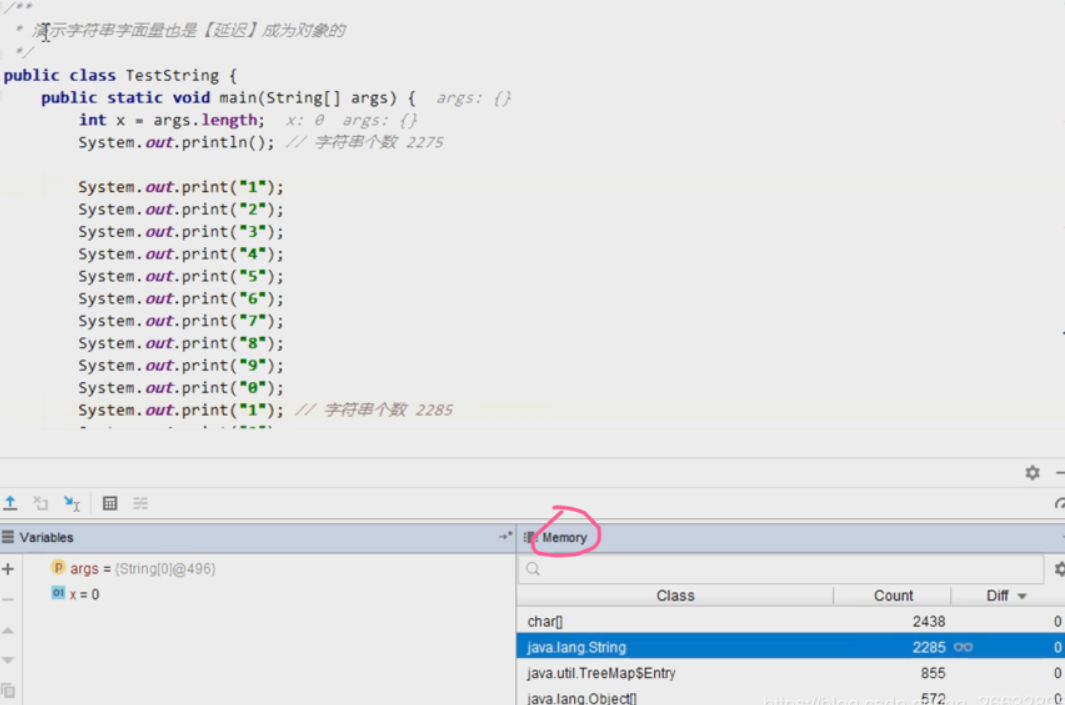 /**
* 演示字符串字面量也是【延迟】成为对象的
*/
public class TestString {
public static void main(String[] args) { args: {}
int x = args.length; x: 0 args: {}
System.out.println(); // 字符串个数 2275
System.out.print("1");
System.out.print("2");
System.out.print("3");
System.out.print("4");
System.out.print("5");
System.out.print("6");
System.out.print("7");
System.out.print("8");
System.out.print("9");
System.out.print("0");
System.out.print("1"); // 字符串个数 2285
Variables
Memory
args = {String[0]@496}
x = 0
Class Count Diff
char[] 2438 0
java.lang.String 2285 0
java.util.TreeMap$Entry 855 0
java.lang.Object[] 572 0